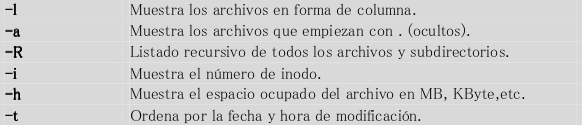 -l Muestra los archivos en forma de columna.
-a Muestra los archivos que empiezan con . (ocultos).
-R Listado recursivo de todos los archivos y subdirectorios.
-i Muestra el número de inodo.
-h Muestra el espacio ocupado del archivo en MB, KByte,etc.
-t Ordena por la fecha y hora de modificación.